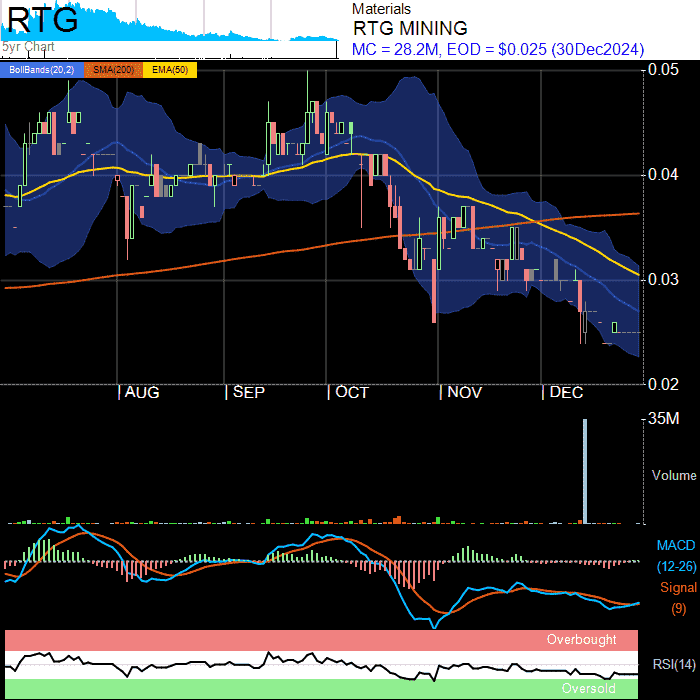 RTG
Materials
RTG MINING
5yr Chart
MC = 28.2M, EOD = $0.025 (30Dec2024)
BollBands(20,2) SMA(200) EMA(50)
0.05
0.04
0.03
0.02
AUG SEP OCT NOV DEC
35M
Volume
MACD
(12-26)
Signal
(9)
Overbought
RSI(14)
Oversold